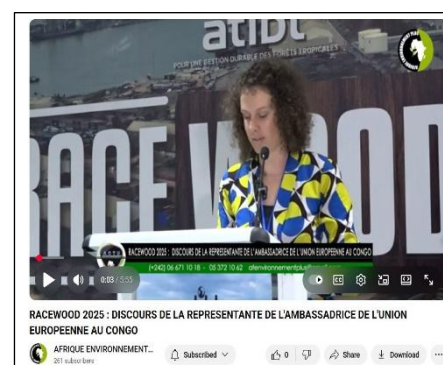 atibt
POUR UNE GESTION DURABLE DES FORÊTS TROPICALES
RACEWOOD
RACEWOOD 2025 : DISCOURS DE LA REPRESENTANTE DE L'AMBASSADRICE DE L'UNION EUROPEENNE AU CONGO
(+242) 06 671 10 18 - 05 372 10 62
0:03 / 5:55
CC
RACEWOOD 2025 : DISCOURS DE LA REPRESENTANTE DE L'AMBASSADRICE DE L'UNION
EUROPEENNE AU CONGO
AFRIQUE ENVIRONNEMENT...
261 subscribers
Subscribed
0
Share
Download
...